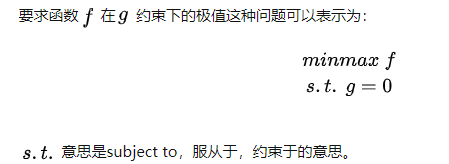 要求函数 f 在 g 约束下的极值这种问题可以表示为：
minmax f
s.t. g = 0
s.t. 意思是subject to，服从于，约束于的意思。